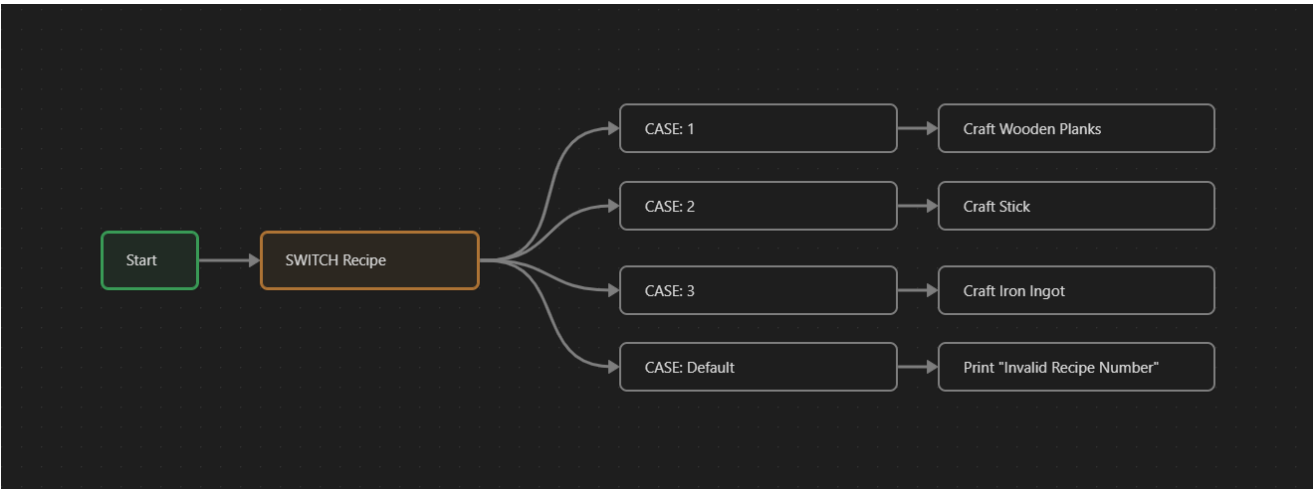 Start
SWITCH Recipe
CASE: 1
Craft Wooden Planks
CASE: 2
Craft Stick
CASE: 3
Craft Iron Ingot
CASE: Default
Print "Invalid Recipe Number"